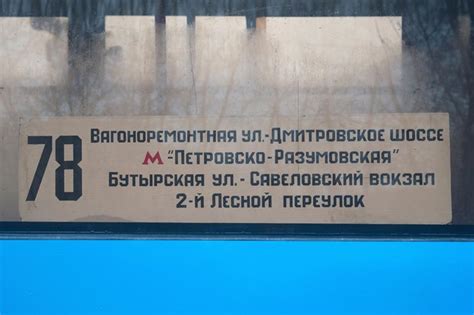 78
Вагоноремонтная ул.-Дмитровское шоссе
М "Петровско-Разумовская"
Бутырская ул.- Савеловский вокзал
2-й Лесной переулок